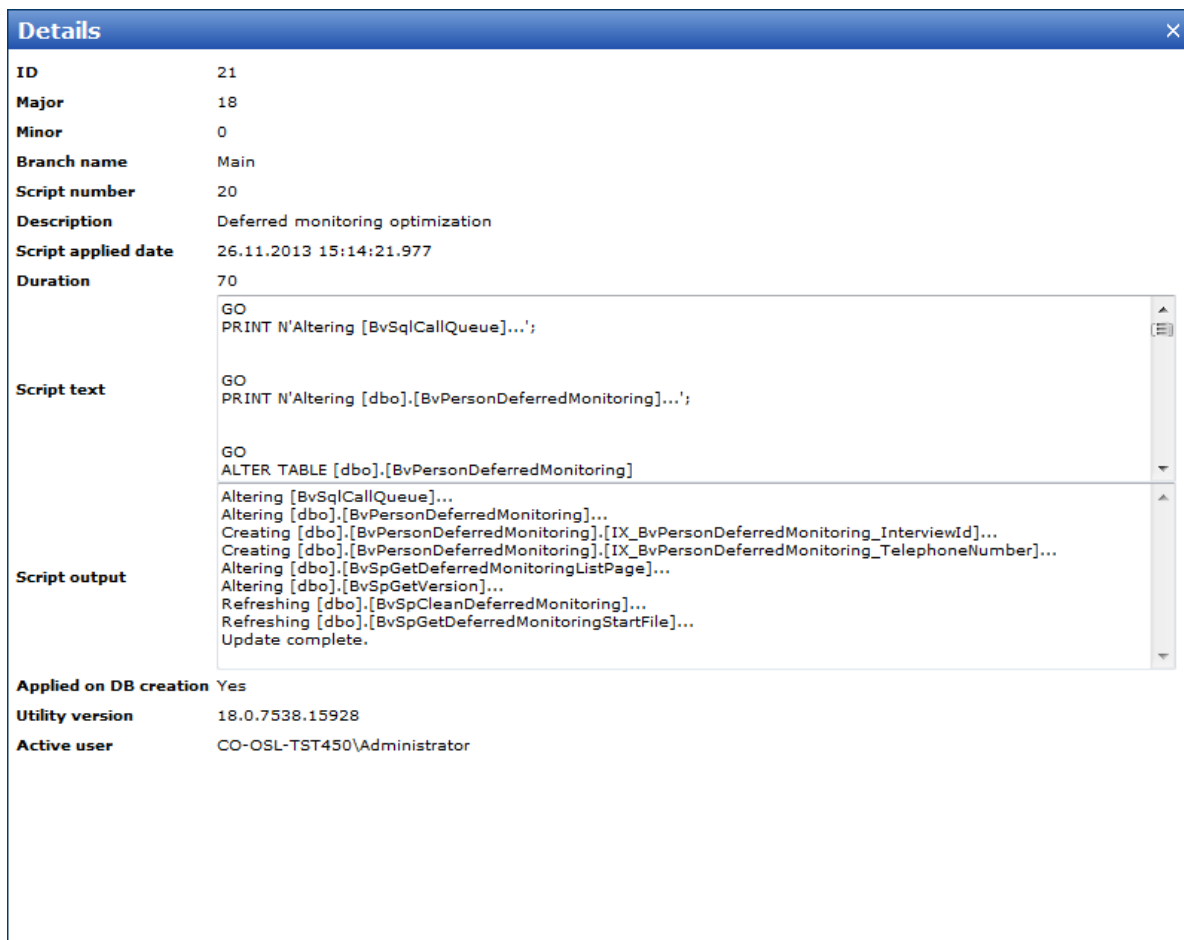 Details
ID 21
Major 18
Minor 0
Branch name Main
Script number 20
Description Deferred monitoring optimization
Script applied date 26.11.2013 15:14:21.977
Duration 70
Script text
GO
PRINT N'Altering [BvSqlCallQueue]...';
GO
PRINT N'Altering [dbo].[BvPersonDeferredMonitoring]...';
GO
ALTER TABLE [dbo].[BvPersonDeferredMonitoring]
Script output
Altering [BvSqlCallQueue]...
Altering [dbo].[BvPersonDeferredMonitoring]...
Creating [dbo].[BvPersonDeferredMonitoring].[IX_BvPersonDeferredMonitoring_InterviewId]...
Creating [dbo].[BvPersonDeferredMonitoring].[IX_BvPersonDeferredMonitoring_TelephoneNumber]...
Altering [dbo].[BvSpGetDeferredMonitoringListPage]...
Altering [dbo].[BvSpGetVersion]...
Refreshing [dbo].[BvSpCleanDeferredMonitoring]...
Refreshing [dbo].[BvSpGetDeferredMonitoringStartFile]...
Update complete.
Applied on DB creation Yes
Utility version 18.0.7538.15928
Active user CO-OSL-TST450\Administrator